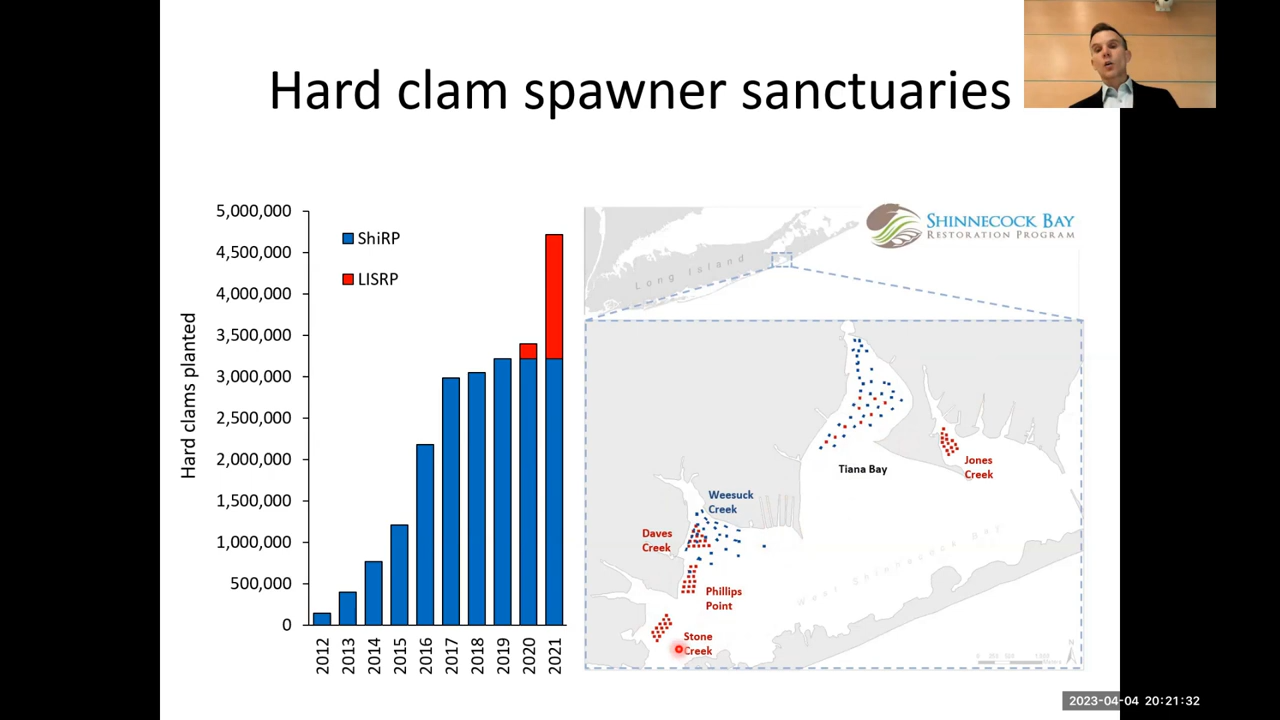 Hard clam spawner sanctuaries
Hard clams planted
5,000,000
4,500,000
4,000,000
3,500,000
3,000,000
2,500,000
2,000,000
1,500,000
1,000,000
500,000
0
ShiRP
LISRP
2012
2013
2014
2015
2016
2017
2018
2019
2020
2021
SHINNECOCK BAY
RESTORATION PROGRAM
Long Island
Tiana Bay
Jones
Creek
Weesuck
Creek
Daves
Creek
Phillips
Point
Stone
Creek
West Shinnecock Bay
N
2023-04-04 20:21:32